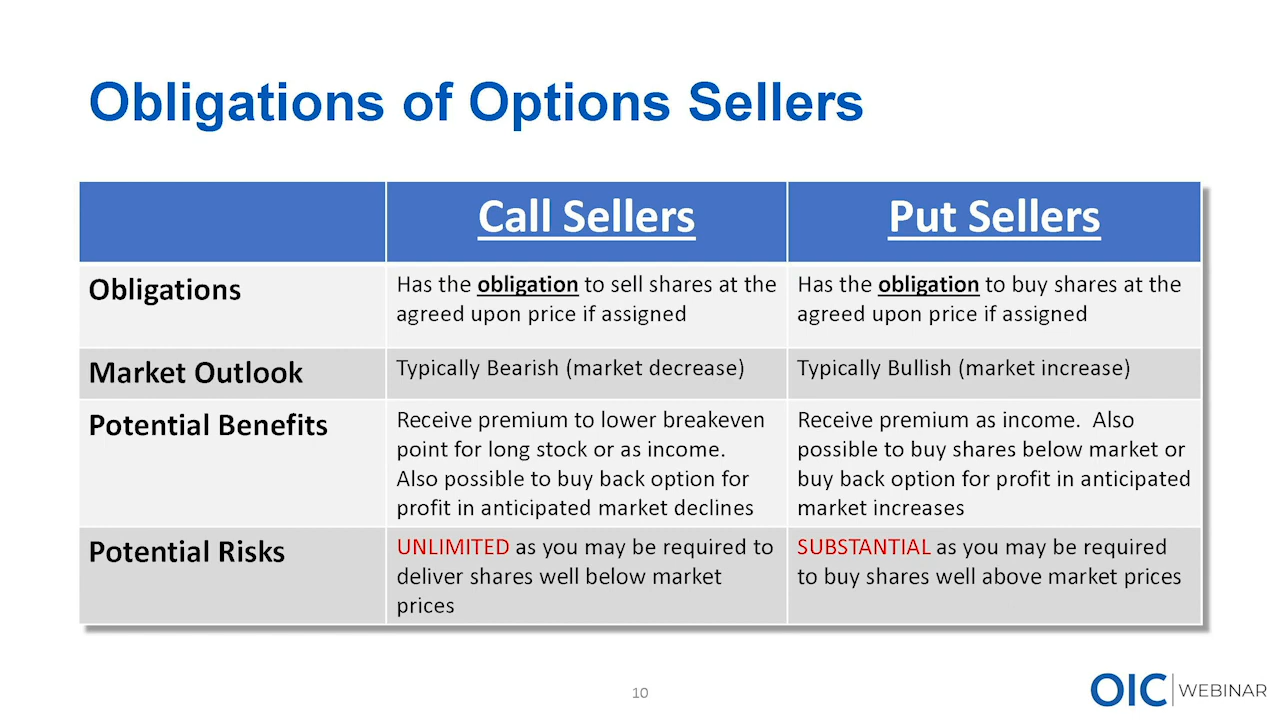 Obligations of Options Sellers
Call Sellers
Put Sellers
Obligations
Has the obligation to sell shares at the
agreed upon price if assigned
Has the obligation to buy shares at the
agreed upon price if assigned
Market Outlook
Typically Bearish (market decrease)
Typically Bullish (market increase)
Potential Benefits
Receive premium to lower breakeven
point for long stock or as income.
Also possible to buy back option for
profit in anticipated market declines
Receive premium as income.  Also
possible to buy shares below market or
buy back option for profit in anticipated
market increases
Potential Risks
UNLIMITED as you may be required to
deliver shares well below market
prices
SUBSTANTIAL as you may be required
to buy shares well above market prices
10
OIC WEBINAR